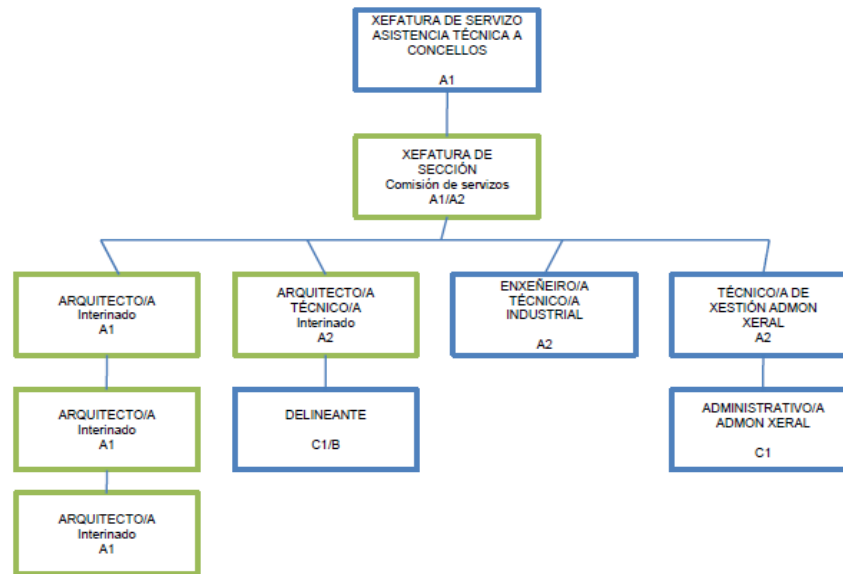 XEFATURA DE SERVIZO
ASISTENCIA TÉCNICA A
CONCELLOS
A1
XEFATURA DE
SECCIÓN
Comisión de servizos
A1/A2
ARQUITECTO/A
Interinado
A1
ARQUITECTO/A
TÉCNICO/A
Interinado
A2
ENXEÑEIRO/A
TÉCNICO/A
INDUSTRIAL
A2
TÉCNICO/A DE
XESTIÓN ADMON
XERAL
A2
ARQUITECTO/A
Interinado
A1
DELINEANTE
C1/B
ADMINISTRATIVO/A
ADMON XERAL
C1
ARQUITECTO/A
Interinado
A1